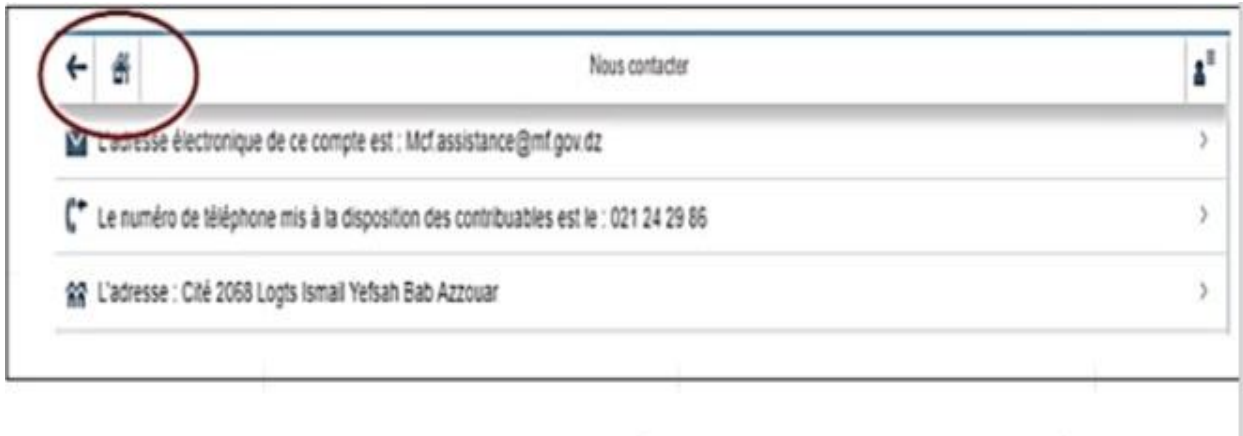 Nous contacter
L'adresse électronique de ce compte est : Mcf.assistance@mf.gov.dz
Le numéro de téléphone mis à la disposition des contribuables est le : 021 24 29 86
L'adresse : Cité 2068 Logts Ismail Yefsah Bab Azzouar